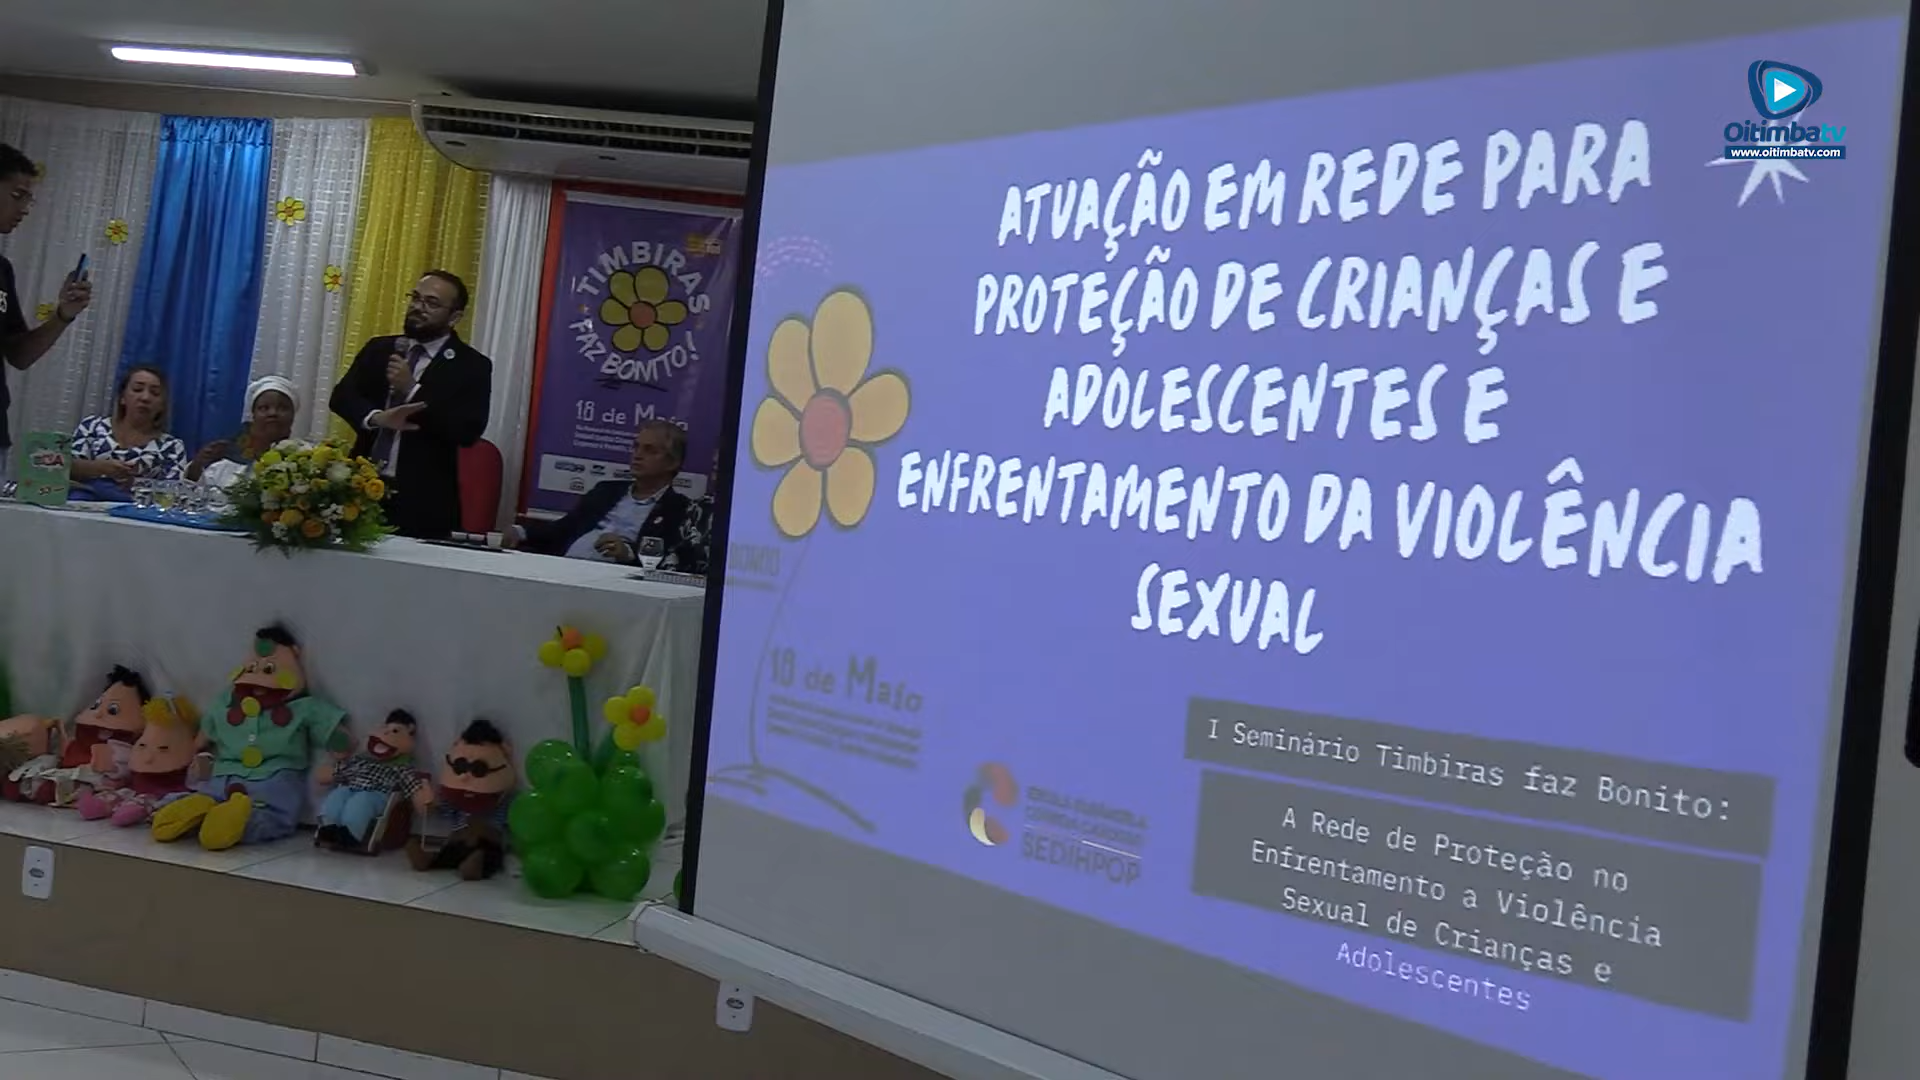 Oitimbatv
www.oitimbatv.com
ATUAÇÃO EM REDE PARA
PROTEÇÃO DE CRIANÇAS E
ADOLESCENTES E
ENFRENTAMENTO DA VIOLÊNCIA
SEXUAL
18 de Maio
SEDIHPOP
I Seminário Timbiras faz Bonito:
A Rede de Proteção no
Enfrentamento a Violência
Sexual de Crianças e
Adolescentes
TIMBIRAS
FAZ BONITO!
18 de Maio